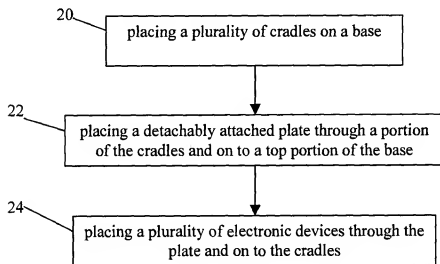 20
placing a plurality of cradles on a base
22
placing a detachably attached plate through a portion
of the cradles and on to a top portion of the base
24
placing a plurality of electronic devices through the
plate and on to the cradles